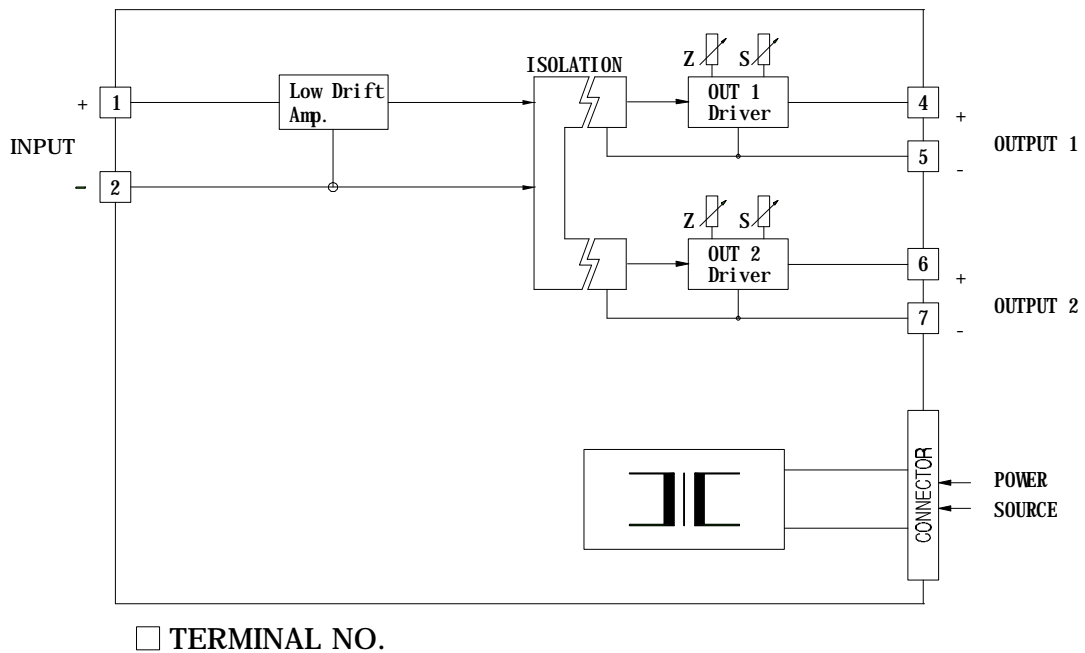 ISOLATION
Z
S
+
1
Low Drift
Amp.
OUT 1
Driver
4
+
INPUT
5
-
OUTPUT 1
-
2
Z
S
OUT 2
Driver
6
+
OUTPUT 2
7
-
CONNECTOR
POWER
SOURCE
TERMINAL NO.